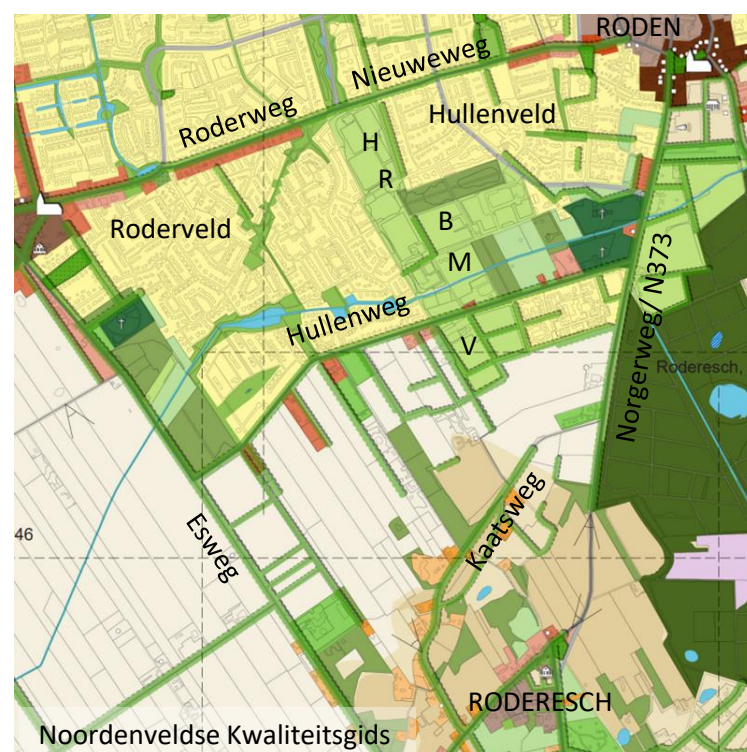 RODEN
Nieuweweg
Roderweg
Hullenveld
H
R
Roderveld
B
M
Hullenweg
V
Norgerweg/ N373
Roderesch,
Kaatsweg
46
Esweg
RODERESCH
Noordenveldse Kwaliteitsgids